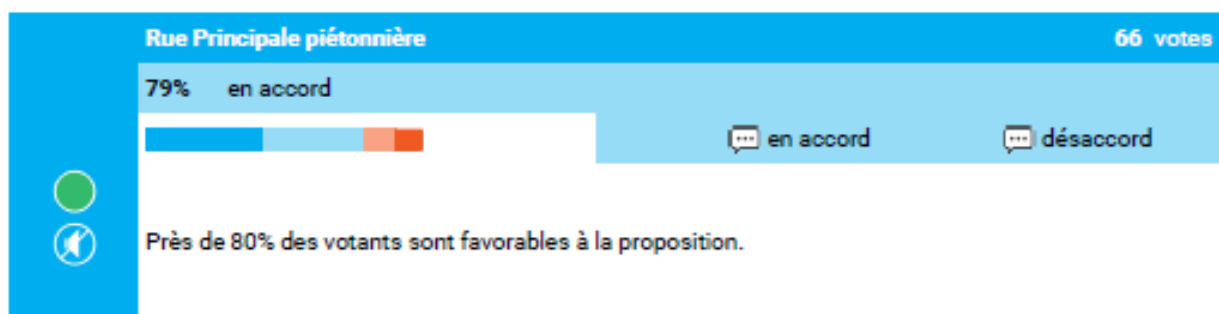 Rue Principale piétonnière 66 votes
79% en accord
en accord désaccord
Près de 80% des votants sont favorables à la proposition.